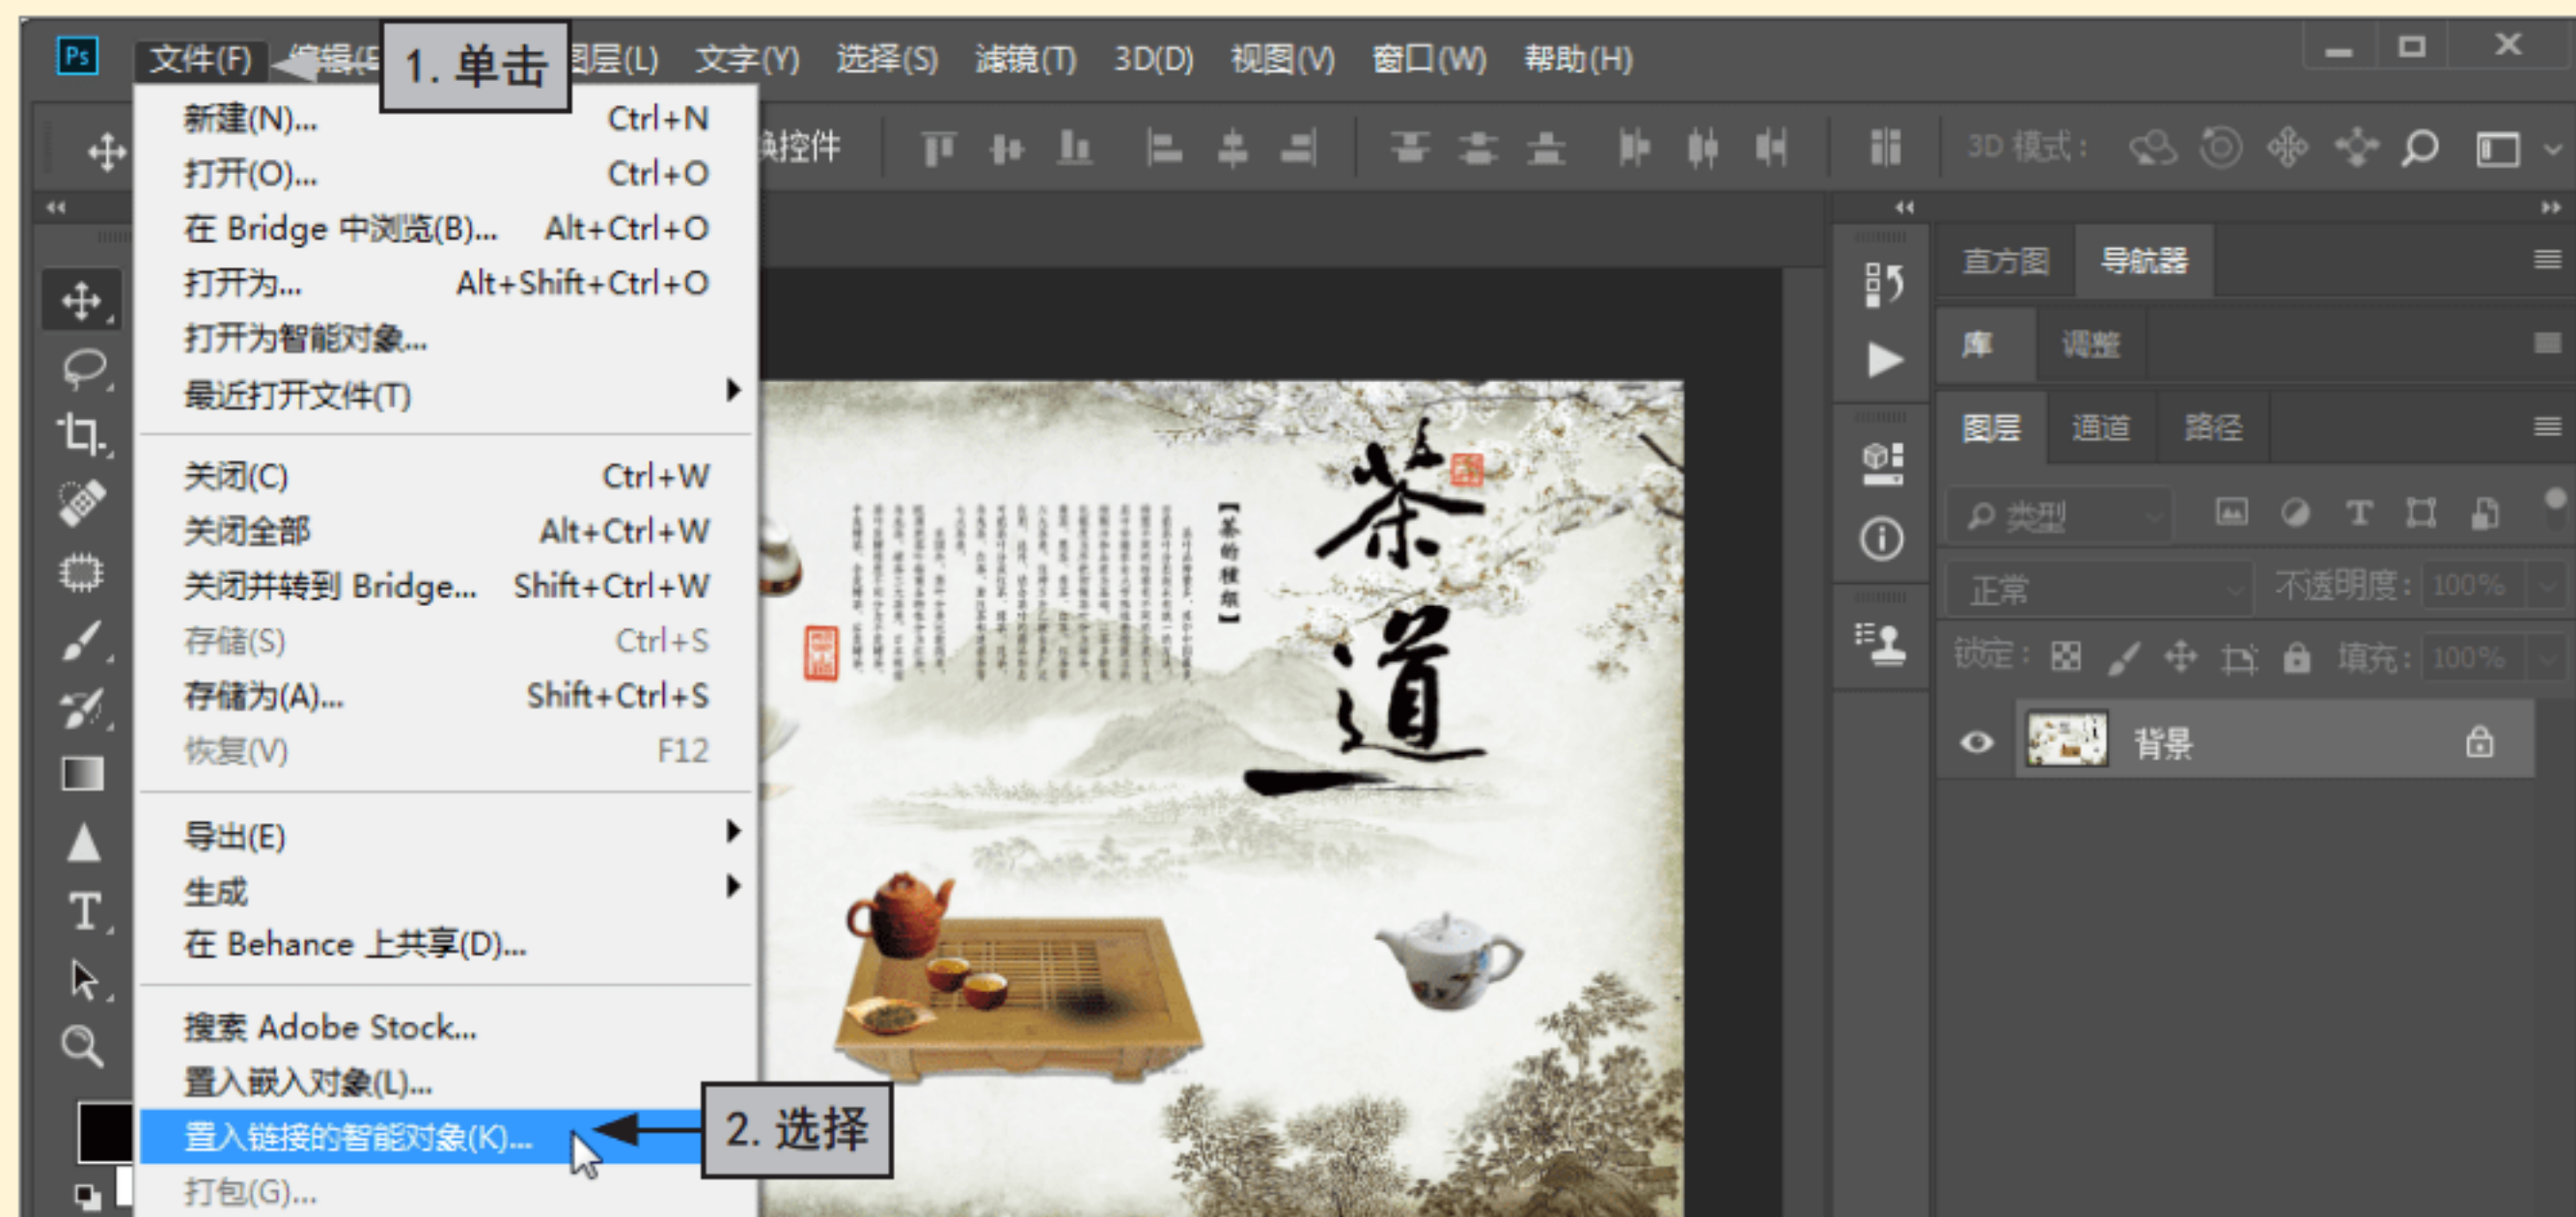 Ps 文件(F) 编辑(E 1. 单击 图层(L) 文字(Y) 选择(S) 滤镜(T) 3D(D) 视图(V) 窗口(W) 帮助(H)
换控件 3D 模式：
新建(N)... Ctrl+N
打开(O)... Ctrl+O
在 Bridge 中浏览(B)... Alt+Ctrl+O
打开为... Alt+Shift+Ctrl+O
打开为智能对象...
最近打开文件(T)
关闭(C) Ctrl+W
关闭全部 Alt+Ctrl+W
关闭并转到 Bridge... Shift+Ctrl+W
存储(S) Ctrl+S
存储为(A)... Shift+Ctrl+S
恢复(V) F12
导出(E)
生成
在 Behance 上共享(D)...
搜索 Adobe Stock...
置入嵌入对象(L)...
置入链接的智能对象(K)...
2. 选择
打包(G)...
茶道
直方图 导航器
库 调整
图层 通道 路径
类型
正常 不透明度：100%
锁定： 填充：100%
背景